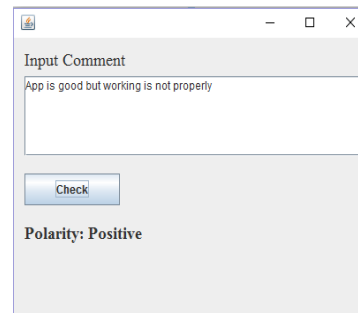 Input Comment
App is good but working is not properly
Check
Polarity: Positive